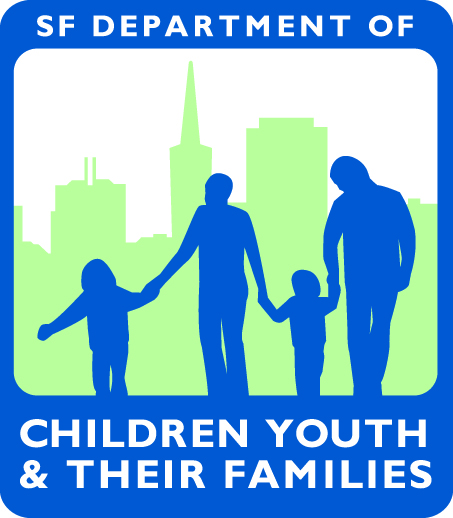 SF DEPARTMENT OF
CHILDREN YOUTH
& THEIR FAMILIES